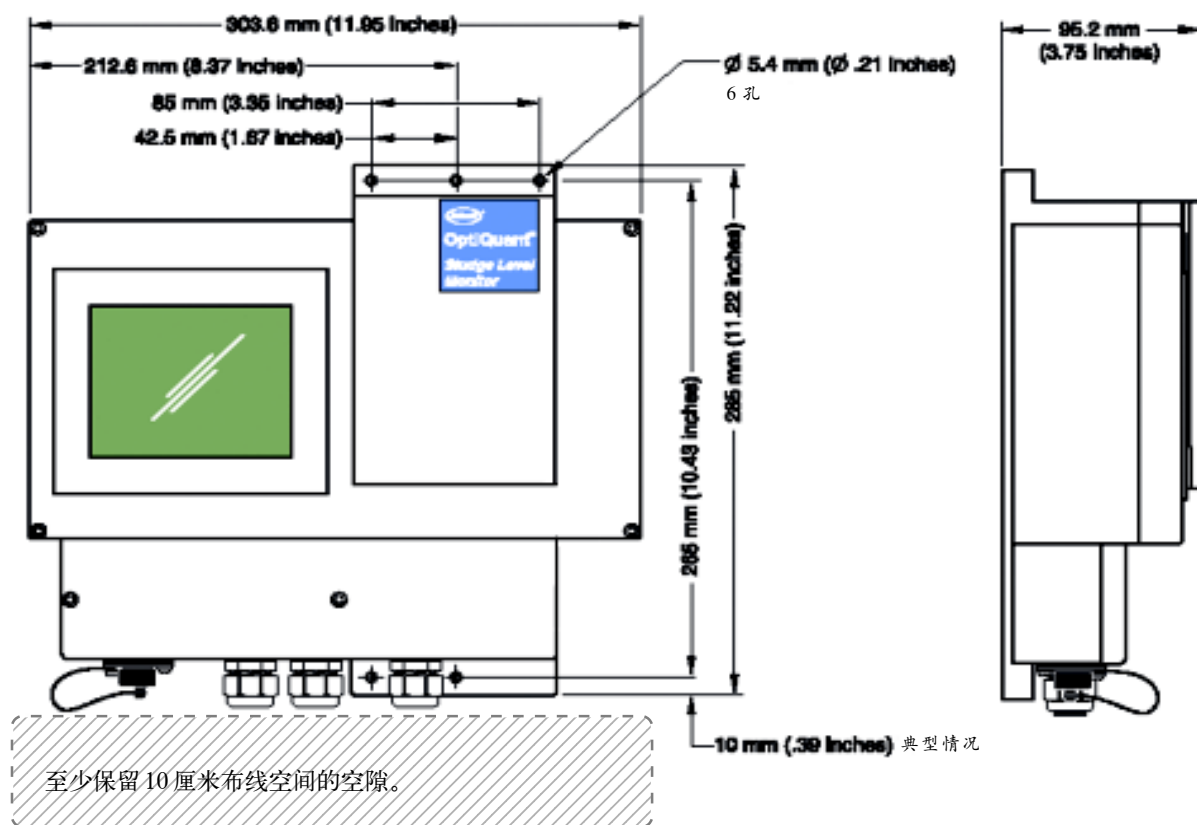 303.6 mm (11.95 inches)
95.2 mm
(3.75 inches)
212.6 mm (8.37 inches)
Ø 5.4 mm (Ø .21 inches)
6 孔
85 mm (3.35 inches)
42.5 mm (1.67 inches)
OptiQuant™
Sludge Level
Monitor
285 mm (11.22 inches)
265 mm (10.43 inches)
10 mm (.39 inches) 典型情况
至少保留 10 厘米布线空间的空隙。